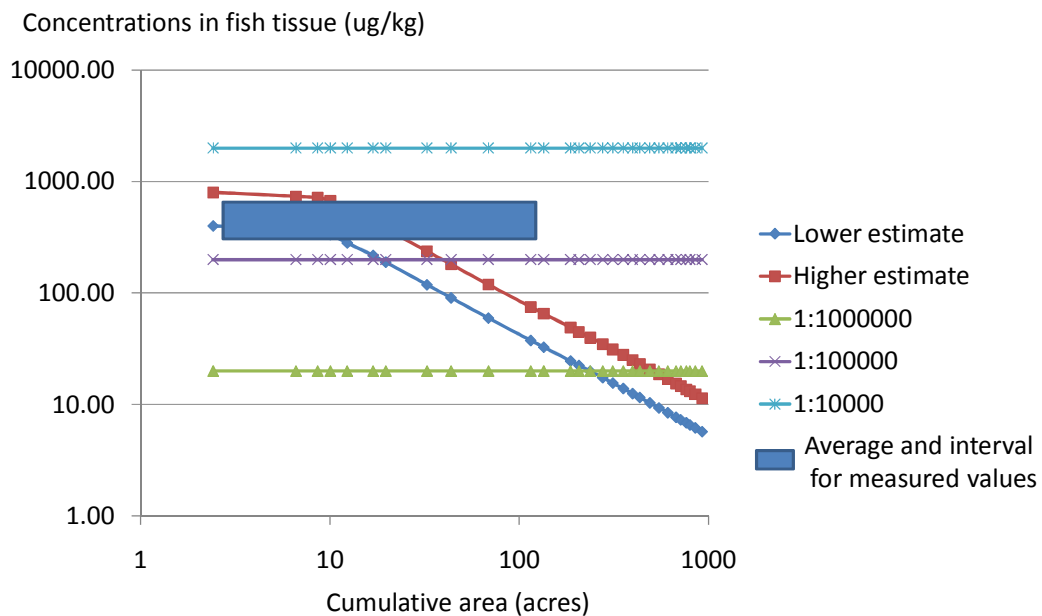 Concentrations in fish tissue (ug/kg)
10000.00
1000.00
100.00
10.00
1.00
1
10
100
1000
Cumulative area (acres)
Lower estimate
Higher estimate
1:1000000
1:100000
1:10000
Average and interval
for measured values